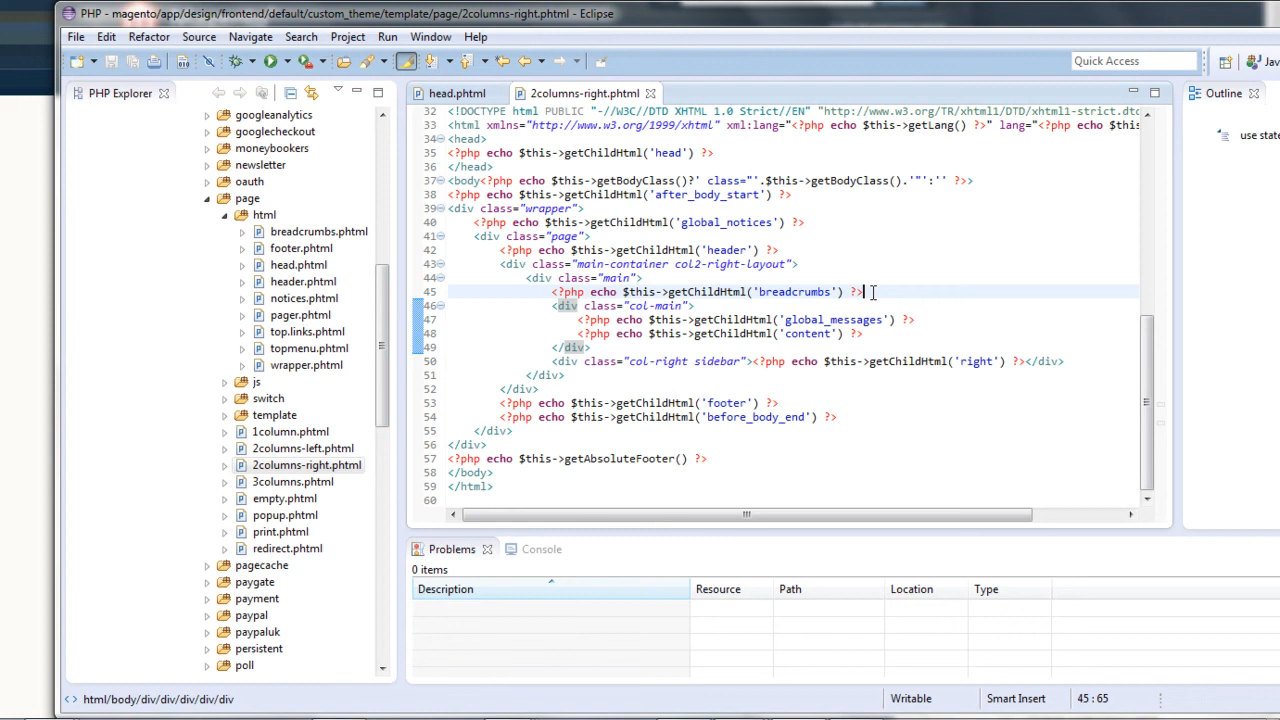 PHP - magento/app/design/frontend/default/custom_theme/template/page/2columns-right.phtml - Eclipse
File Edit Refactor Source Navigate Search Project Run Window Help
Quick Access
Jav
PHP Explorer
head.phtml
2columns-right.phtml
Outline
use state
googleanalytics
googlecheckout
moneybookers
newsletter
oauth
page
html
breadcrumbs.phtml
footer.phtml
head.phtml
header.phtml
notices.phtml
pager.phtml
top.links.phtml
topmenu.phtml
wrapper.phtml
js
switch
template
1column.phtml
2columns-left.phtml
2columns-right.phtml
3columns.phtml
empty.phtml
popup.phtml
print.phtml
redirect.phtml
pagecache
paygate
payment
paypal
paypaluk
persistent
poll
32 <!DOCTYPE html PUBLIC "-//W3C//DTD XHTML 1.0 Strict//EN" "http://www.w3.org/TR/xhtml1/DTD/xhtml1-strict.dtd
33 <html xmlns="http://www.w3.org/1999/xhtml" xml:lang="<?php echo $this->getLang() ?>" lang="<?php echo $this
34 <head>
35 <?php echo $this->getChildHtml('head') ?>
36 </head>
37 <body<?php echo $this->getBodyClass()?' class="'.$this->getBodyClass().'"':'' ?>>
38 <?php echo $this->getChildHtml('after_body_start') ?>
39 <div class="wrapper">
40 <?php echo $this->getChildHtml('global_notices') ?>
41 <div class="page">
42 <?php echo $this->getChildHtml('header') ?>
43 <div class="main-container col2-right-layout">
44 <div class="main">
45 <?php echo $this->getChildHtml('breadcrumbs') ?>
46 <div class="col-main">
47 <?php echo $this->getChildHtml('global_messages') ?>
48 <?php echo $this->getChildHtml('content') ?>
49 </div>
50 <div class="col-right sidebar"><?php echo $this->getChildHtml('right') ?></div>
51 </div>
52 </div>
53 <?php echo $this->getChildHtml('footer') ?>
54 <?php echo $this->getChildHtml('before_body_end') ?>
55 </div>
56 </div>
57 <?php echo $this->getAbsoluteFooter() ?>
58 </body>
59 </html>
60
Problems
Console
0 items
Description Resource Path Location Type
html/body/div/div/div/div/div
Writable
Smart Insert
45 : 65